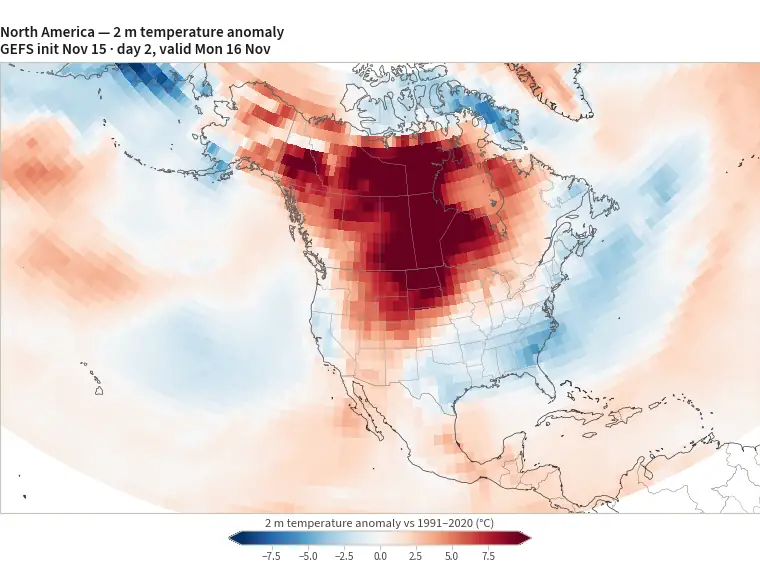 North America — 2 m temperature anomaly
GEFS init Nov 15 · day 2, valid Mon 16 Nov
2 m temperature anomaly vs 1991–2020 (°C)
−7.5 −5.0 −2.5 0.0 2.5 5.0 7.5